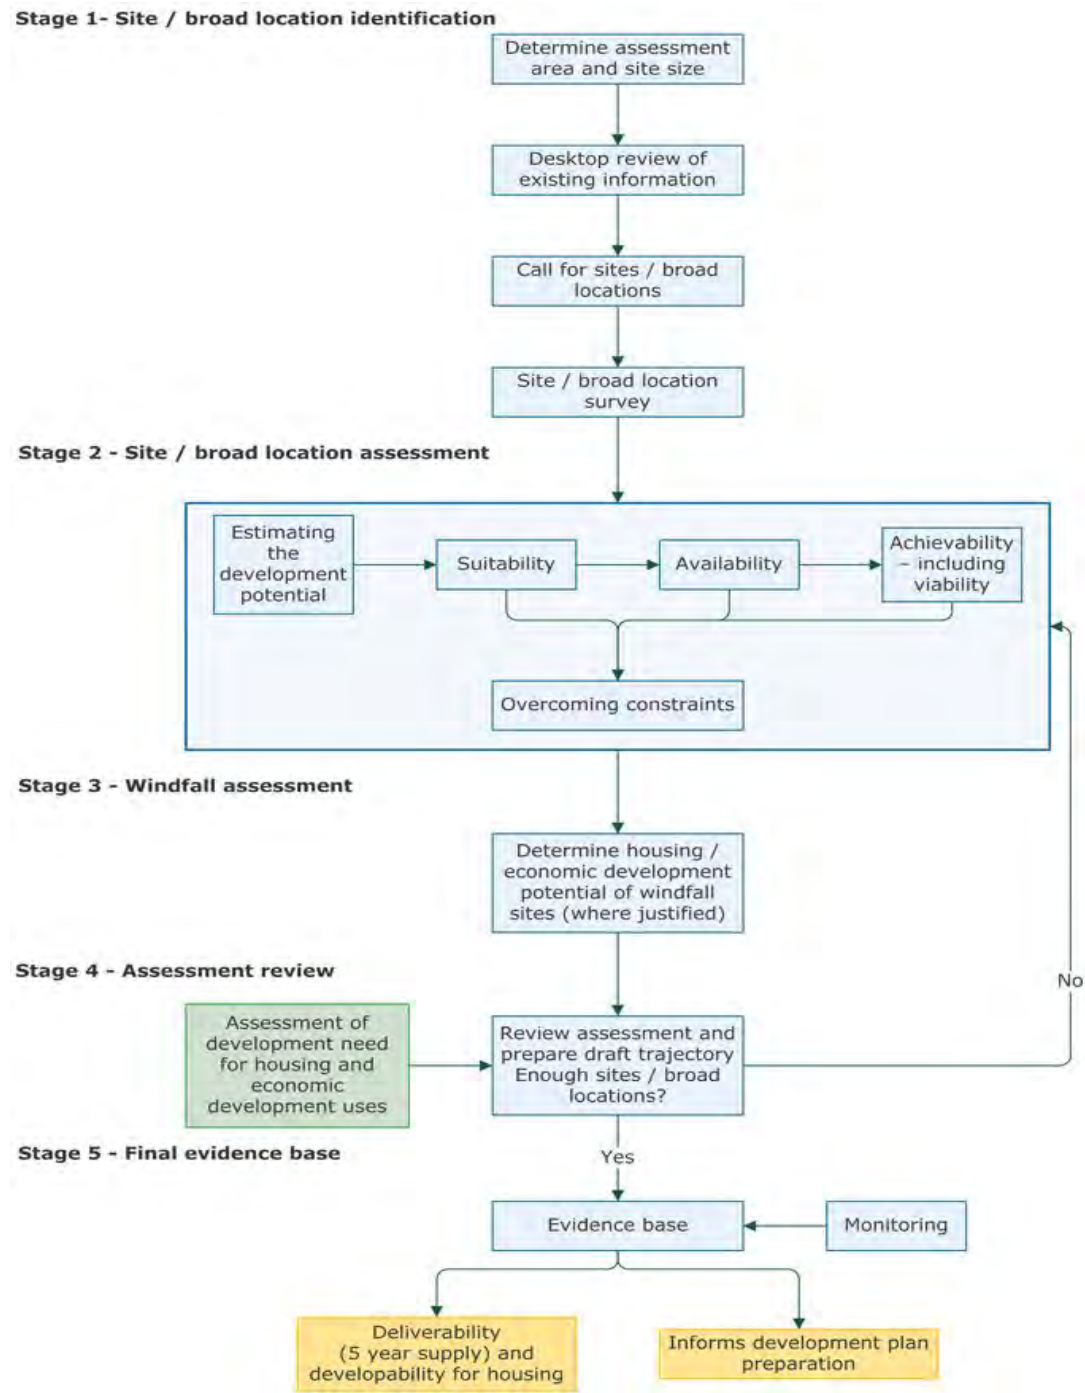 Stage 1- Site / broad location identification
Determine assessment
area and site size
Desktop review of
existing information
Call for sites / broad
locations
Site / broad location
survey
Stage 2 - Site / broad location assessment
Estimating
the
development
potential
Suitability
Availability
Achievability
– including
viability
Overcoming constraints
Stage 3 - Windfall assessment
Determine housing /
economic development
potential of windfall
sites (where justified)
Stage 4 - Assessment review
No
Assessment of
development need
for housing and
economic
development uses
Review assessment and
prepare draft trajectory
Enough sites / broad
locations?
Stage 5 - Final evidence base
Yes
Evidence base
Monitoring
Deliverability
(5 year supply) and
developability for housing
Informs development plan
preparation